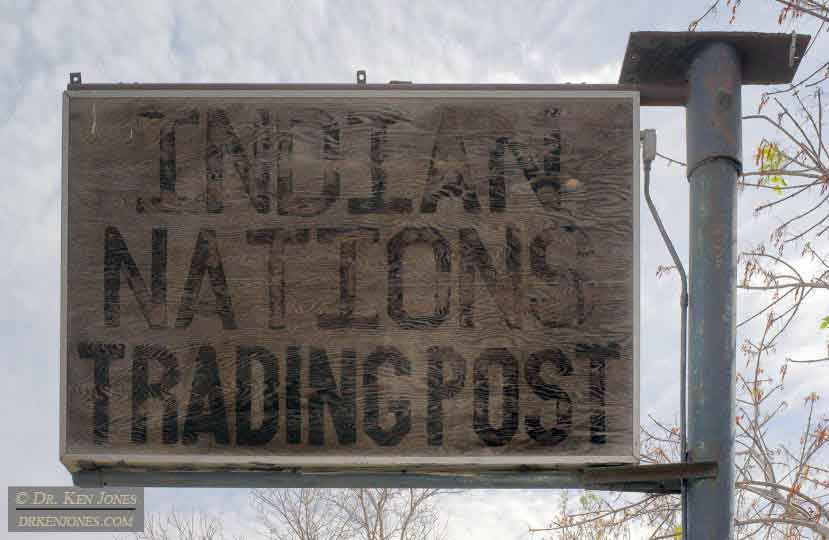 INDIAN
NATIONS
TRADING POST
© DR. KEN JONES
DRKENJONES.COM